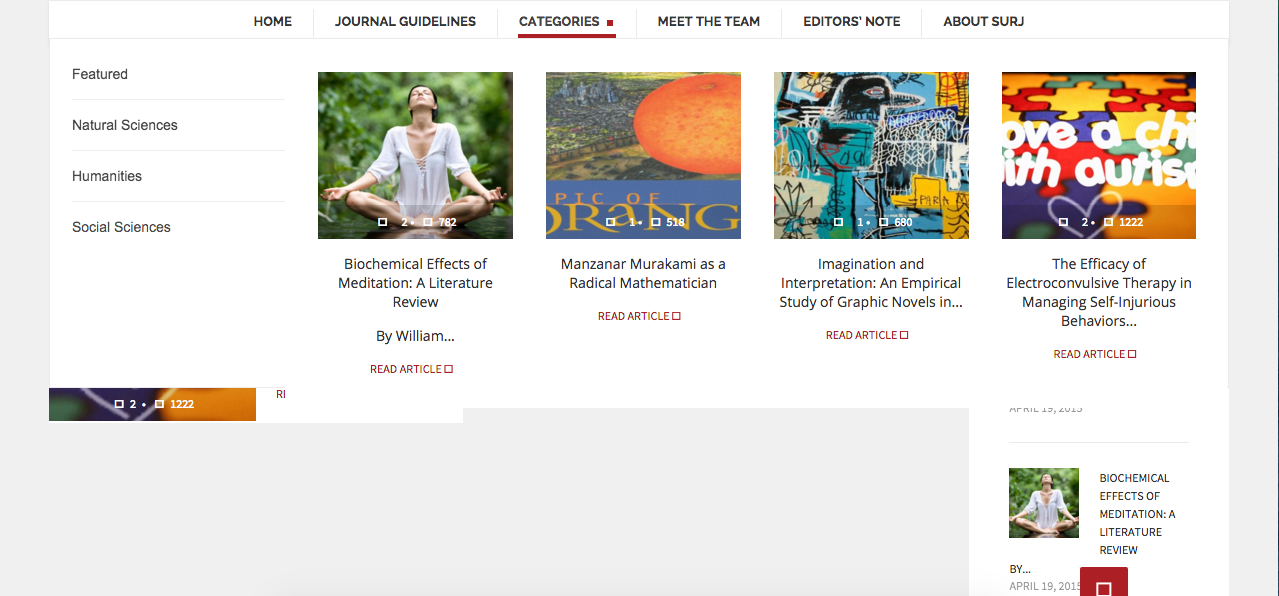 HOME JOURNAL GUIDELINES CATEGORIES MEET THE TEAM EDITORS' NOTE ABOUT SURJ
Featured
Natural Sciences
Humanities
Social Sciences
2 • 782
Biochemical Effects of
Meditation: A Literature
Review
By William...
READ ARTICLE
PIC OF
ORANG
1 • 518
Manzanar Murakami as a
Radical Mathematician
READ ARTICLE
PARA
1 • 680
Imagination and
Interpretation: An Empirical
Study of Graphic Novels in...
READ ARTICLE
ove a chi
ith autis
2 • 1222
The Efficacy of
Electroconvulsive Therapy in
Managing Self-Injurious
Behaviors...
READ ARTICLE
2 • 1222
RE
APRIL 19, 2015
BIOCHEMICAL
EFFECTS OF
MEDITATION: A
LITERATURE
REVIEW
BY...
APRIL 19, 2015